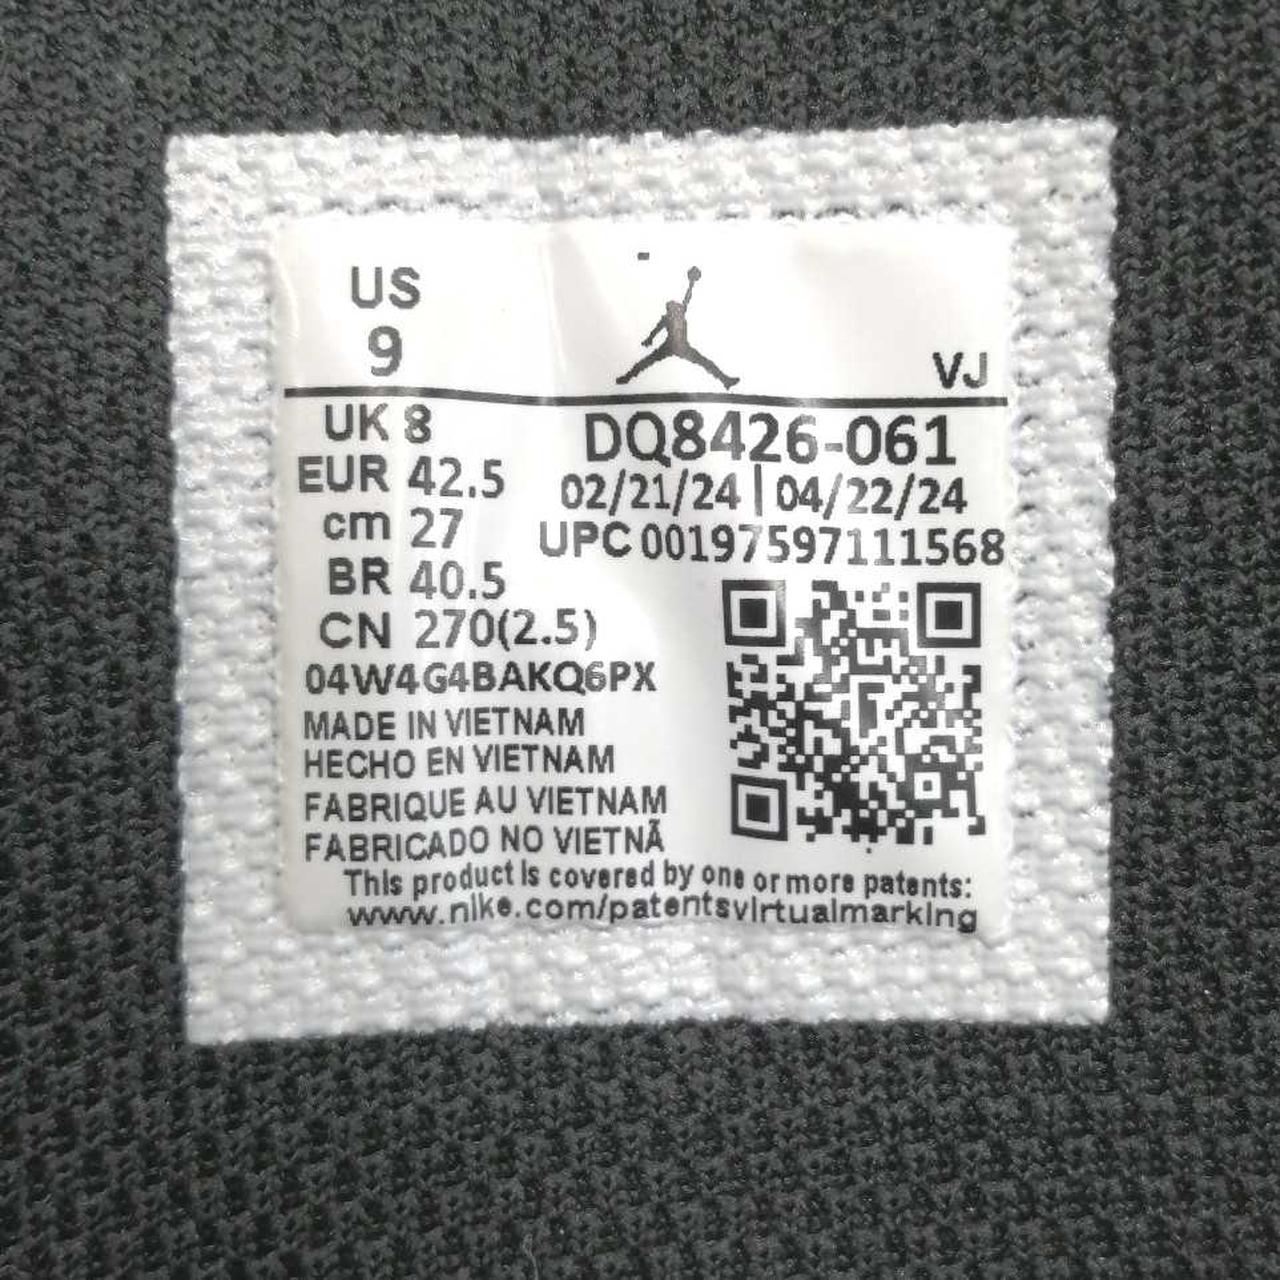 US
9
VJ
UK 8
EUR 42.5
cm 27
BR 40.5
CN 270(2.5)
DQ8426-061
02/21/24 | 04/22/24
UPC 00197597111568
04W4G4BAKQ6PX
MADE IN VIETNAM
HECHO EN VIETNAM
FABRIQUE AU VIETNAM
FABRICADO NO VIETNÃ
This product is covered by one or more patents:
www.nike.com/patentsvirtualmarking